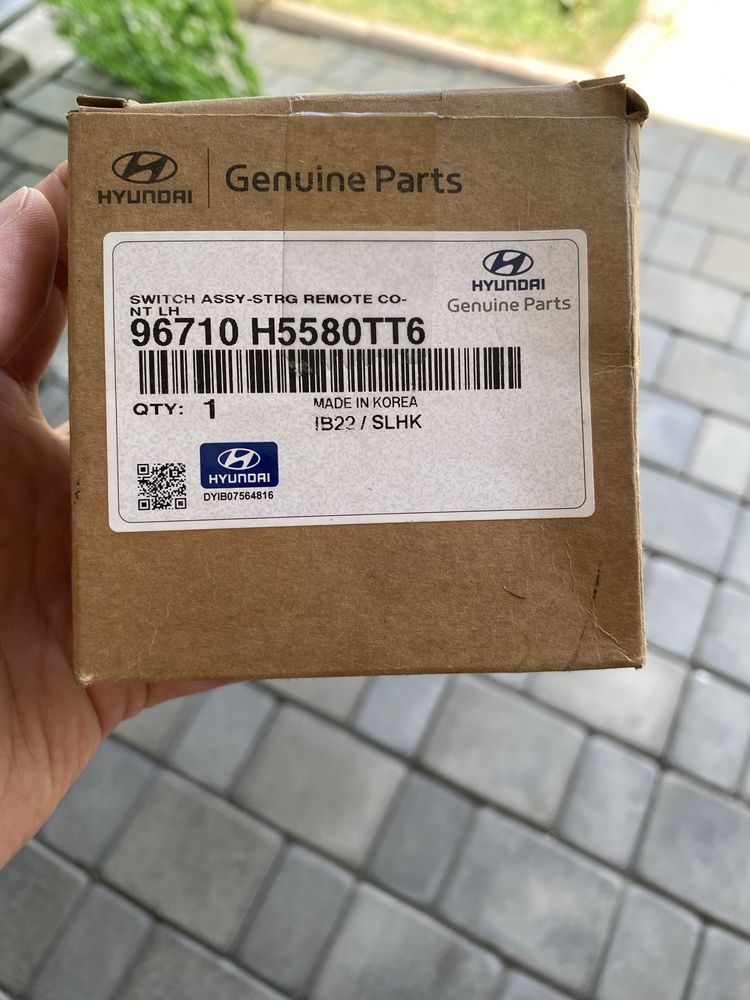 HYUNDAI | Genuine Parts
HYUNDAI
Genuine Parts
SWITCH ASSY-STRG REMOTE CO-
NT LH
96710 H5580TT6
QTY: 1
MADE IN KOREA
IB22 / SLHK
HYUNDAI
DYIB07564816